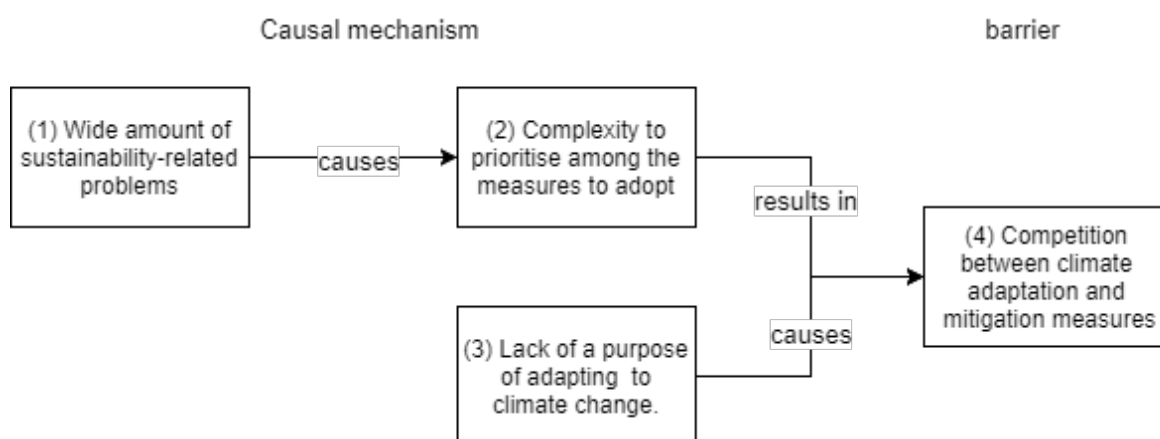 Causal mechanism
barrier
(1) Wide amount of
sustainability-related
problems
causes
(2) Complexity to
prioritise among the
measures to adopt
results in
(3) Lack of a purpose
of adapting  to
climate change.
causes
(4) Competition
between climate
adaptation and
mitigation measures